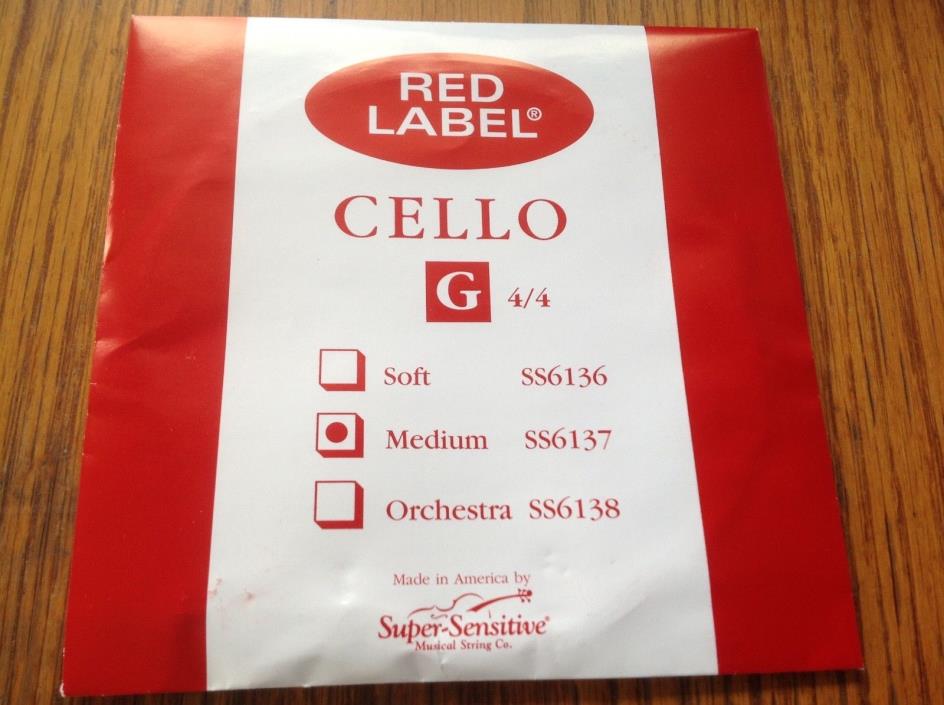 RED
LABEL®
CELLO
G 4/4
Soft SS6136
Medium SS6137
Orchestra SS6138
Made in America by
Super-Sensitive®
Musical String Co.